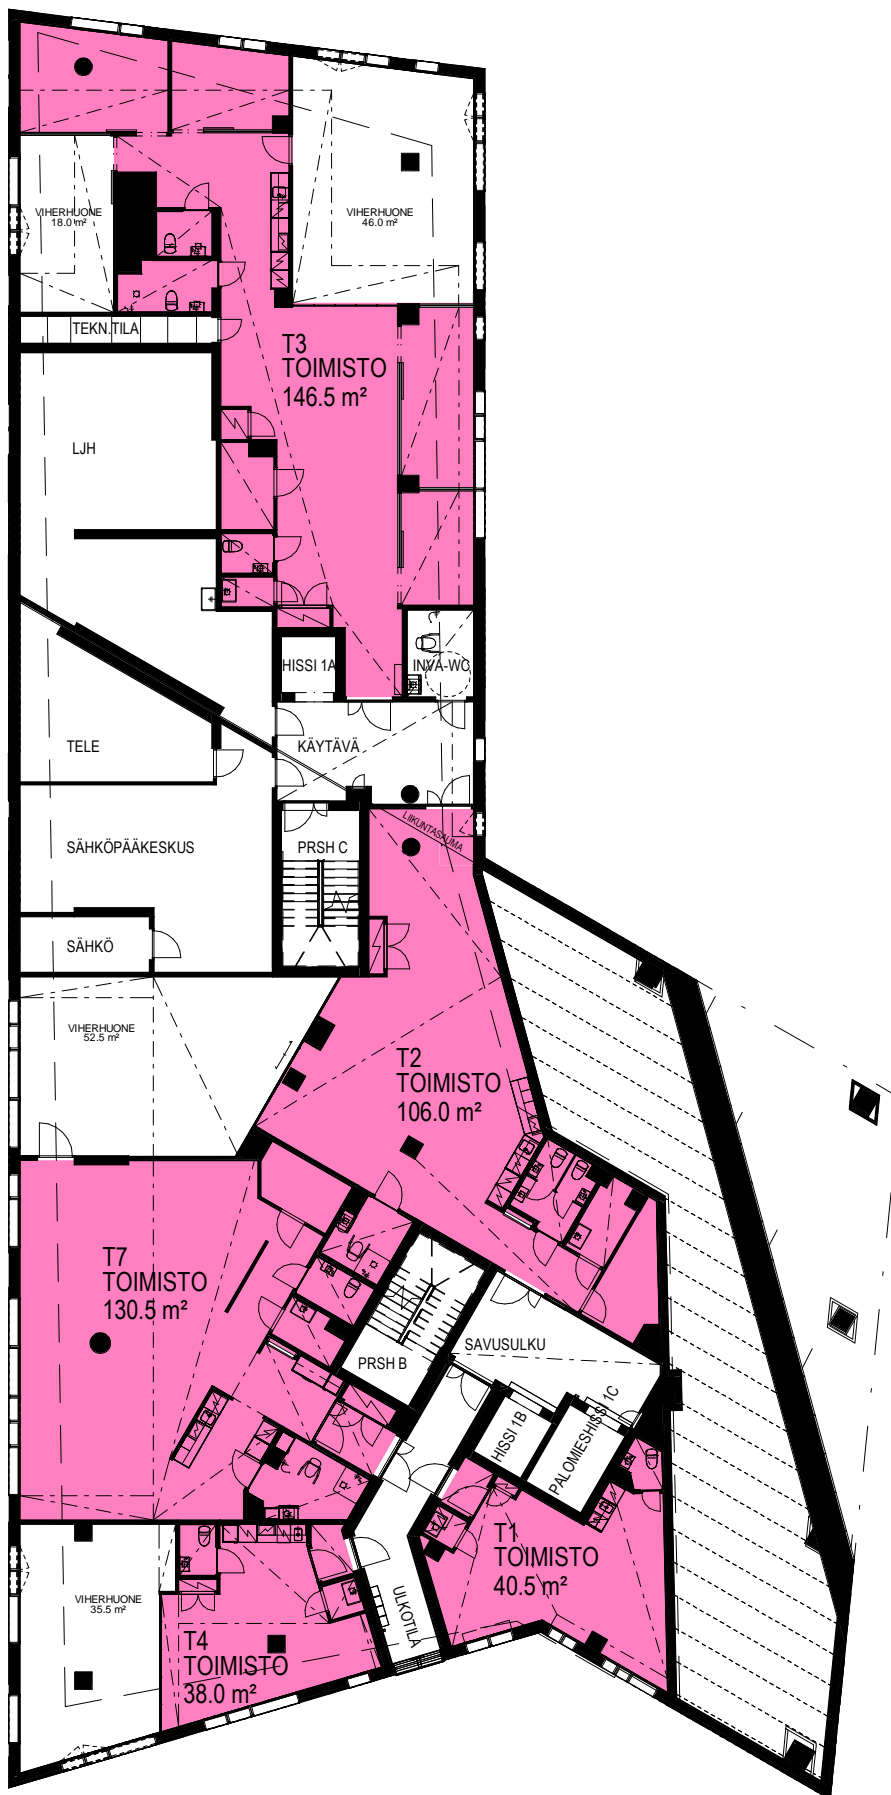 VIHERHUONE
18.0 m²
VIHERHUONE
46.0 m²
TEKN.TILA
T3
TOIMISTO
146.5 m²
LJH
HISSI 1A
INVA-WC
TELE
KÄYTÄVÄ
LIIKUNTASAUMA
SÄHKÖPÄÄKESKUS
PRSH C
SÄHKÖ
VIHERHUONE
52.5 m²
T2
TOIMISTO
106.0 m²
T7
TOIMISTO
130.5 m²
PRSH B
SAVUSULKU
HISSI 1B
PALOMIESHISSI 1C
T1
TOIMISTO
40.5 m²
VIHERHUONE
35.5 m²
ULKOTILA
T4
TOIMISTO
38.0 m²